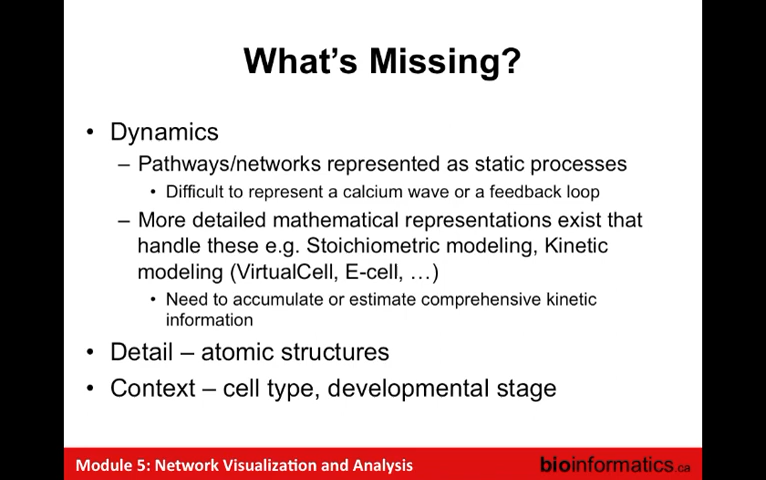 What's Missing?
• Dynamics
– Pathways/networks represented as static processes
• Difficult to represent a calcium wave or a feedback loop
– More detailed mathematical representations exist that
handle these e.g. Stoichiometric modeling, Kinetic
modeling (VirtualCell, E-cell, …)
• Need to accumulate or estimate comprehensive kinetic
information
• Detail – atomic structures
• Context – cell type, developmental stage
Module 5: Network Visualization and Analysis
bioinformatics.ca